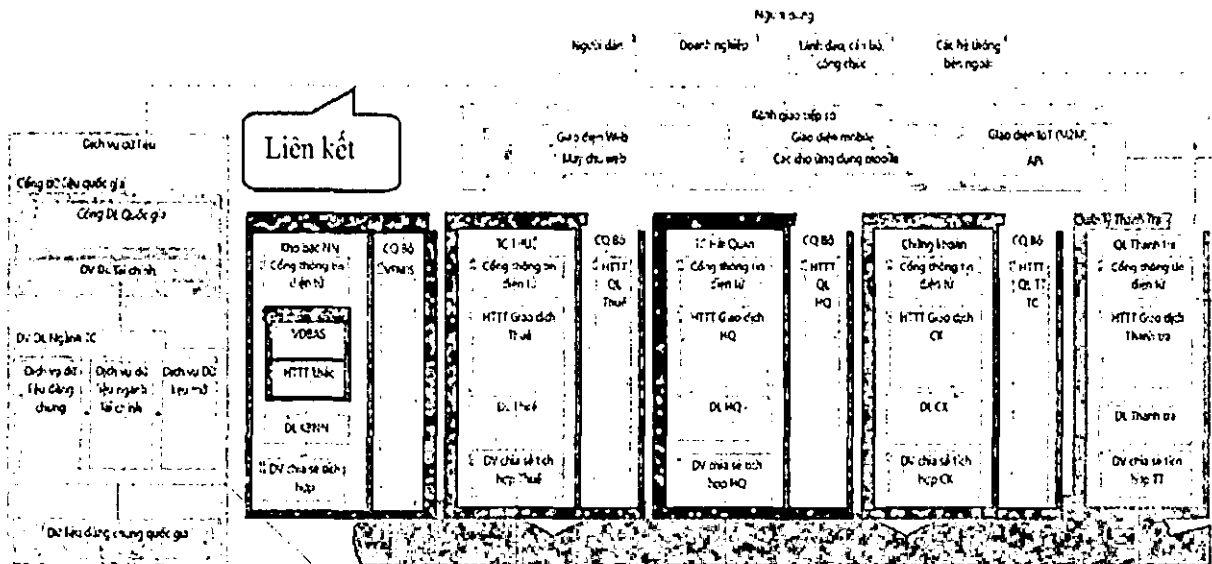 Người dùng
Người dân
Doanh nghiệp
Lãnh đạo, cán bộ, công chức
Các hệ thống bên ngoài
Liên kết
Kênh giao tiếp số
Giao diện Web
Máy chủ web
Giao diện mobile
Các ứng dụng mobile
Giao diện IoT (M2M)
API
Dịch vụ dữ liệu
Cổng dữ liệu quốc gia
Cổng DL Quốc gia
DV DL Tài chính
DV DL Ngành TC
Dịch vụ dữ
liệu dùng
chung
Dịch vụ dữ
liệu ngành
tài chính
Dịch vụ Dữ
liệu mở
Dữ liệu dùng chung quốc gia
Kho bạc NN
Cổng thông tin
điện tử
VDBAS
HTTT khác
DL KBNN
DV chia sẻ tích
hợp
CQ Bộ
TC THUẾ
Cổng thông tin
điện tử
HTTT Giao dịch
Thuế
DL Thuế
DV chia sẻ tích
hợp Thuế
CQ Bộ
HTTT
QL
Thuế
TC Hải Quan
Cổng thông tin
điện tử
HTTT Giao dịch
HQ
DL HQ
DV chia sẻ tích
hợp HQ
CQ Bộ
HTTT
QL
HQ
Chứng khoán
Cổng thông tin
điện tử
HTTT Giao dịch
CK
DL CK
DV chia sẻ tích
hợp CK
CQ Bộ
HTTT
QL TT
TC
Quản lý Thanh Tra
QL Thanh tra
Cổng thông tin
điện tử
HTTT Giao dịch
Thanh tra
DL Thanh tra
DV chia sẻ tích
hợp TT